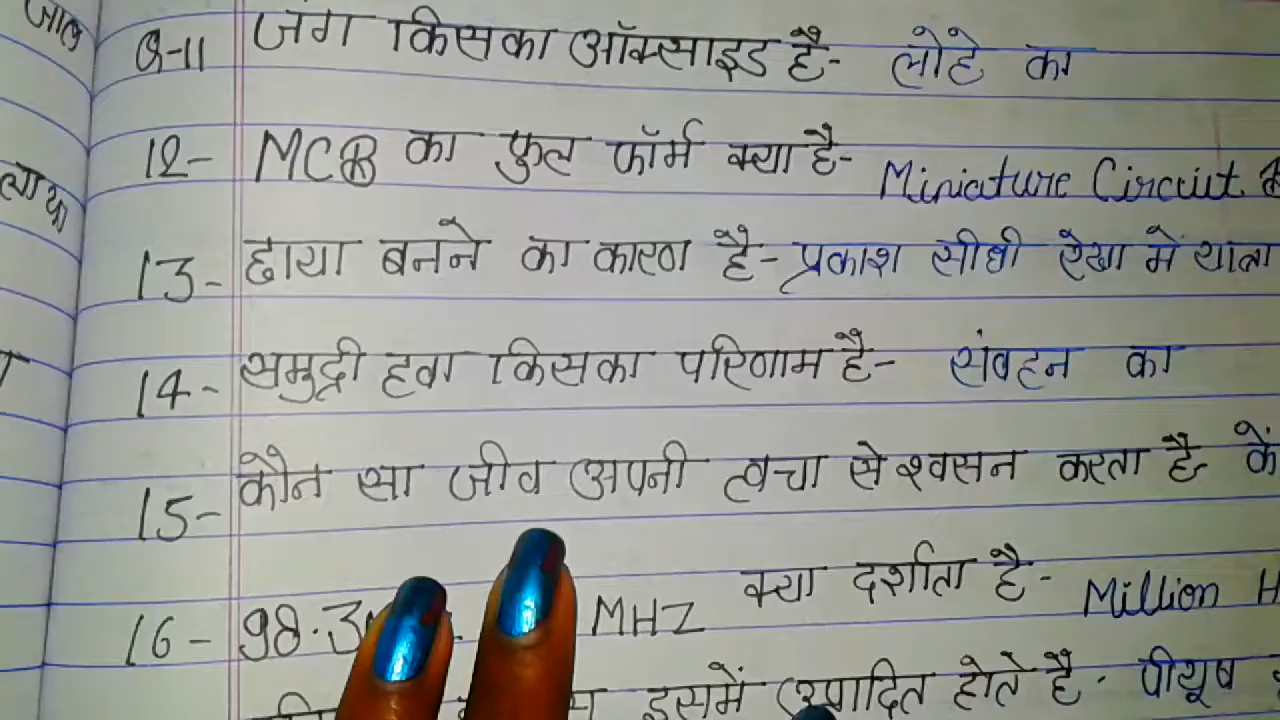 जाल
Q-11 जंग किसका ऑक्साइड है- लोहे का
12- MCB का फुल फॉर्म क्या है- Miniature Circuit
13- छाया बनने का कारण है- प्रकाश सीधी रेखा में
14- समुद्री हवा किसका परिणाम है- संवहन का
15- कौन सा जीव अपनी त्वचा से श्वसन करता है- कें
16- 98.3 MHZ क्या दर्शाता है- Million H
इसमें उत्पादित होते है- पीयूष